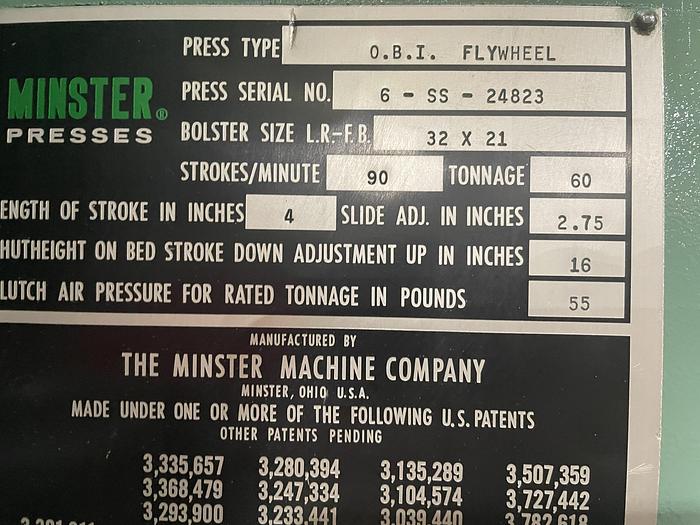 PRESS TYPE O.B.I. FLYWHEEL
MINSTER®
PRESSES
PRESS SERIAL NO. 6 - SS - 24823
BOLSTER SIZE L.R.-F.B. 32 X 21
STROKES/MINUTE 90 TONNAGE 60
ENGTH OF STROKE IN INCHES 4 SLIDE ADJ. IN INCHES 2.75
HUTHEIGHT ON BED STROKE DOWN ADJUSTMENT UP IN INCHES 16
LUTCH AIR PRESSURE FOR RATED TONNAGE IN POUNDS 55
MANUFACTURED BY
THE MINSTER MACHINE COMPANY
MINSTER, OHIO U.S.A.
MADE UNDER ONE OR MORE OF THE FOLLOWING U.S. PATENTS
OTHER PATENTS PENDING
3,335,657 3,280,394 3,135,289 3,507,359
3,368,479 3,247,334 3,104,574 3,727,442
3,293,900 3,233,441 3,039,440 3,782,618